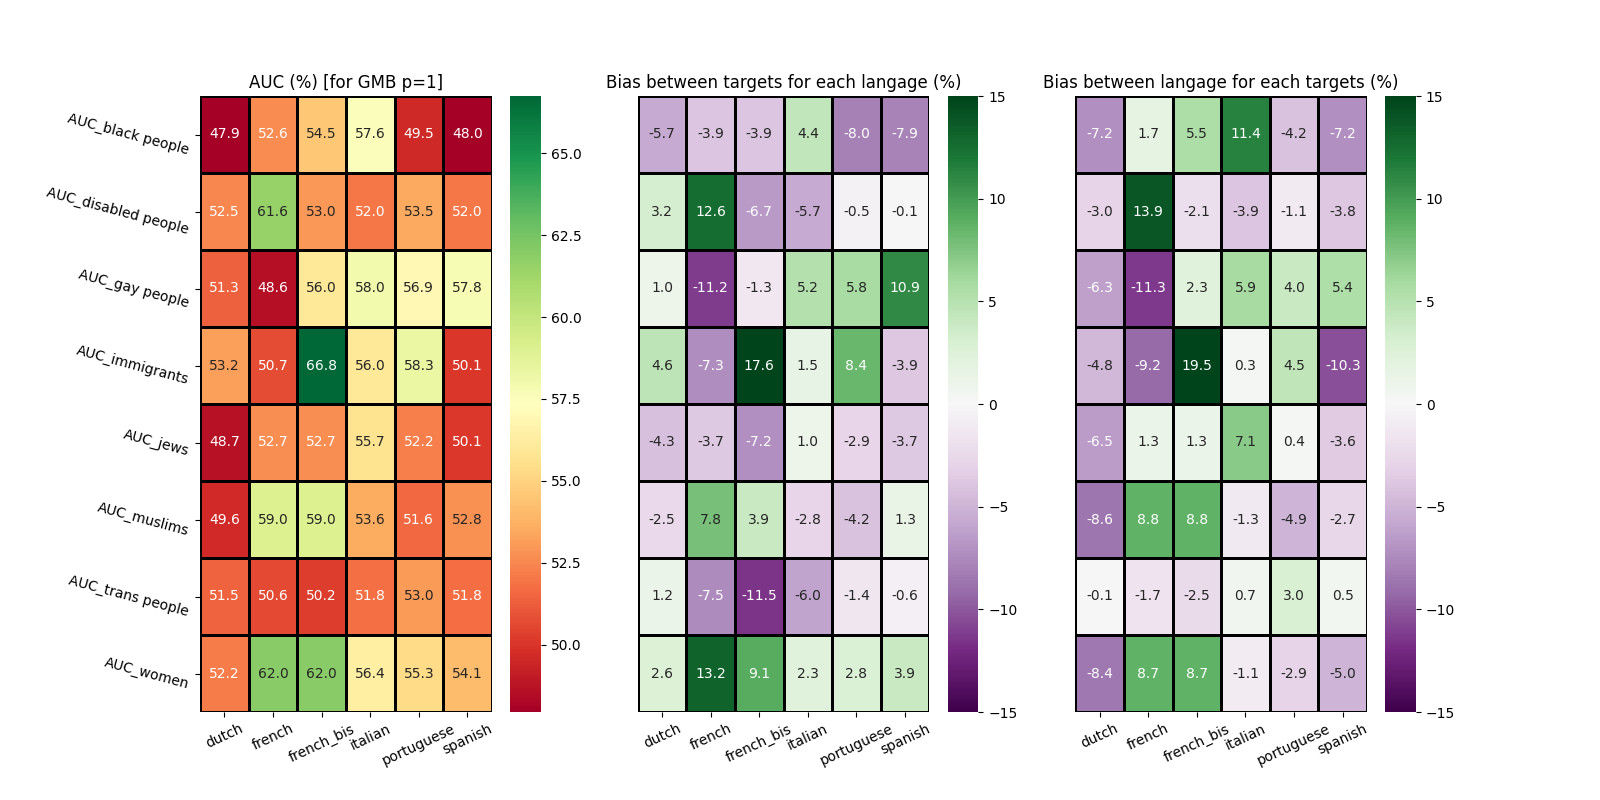 AUC (%) [for GMB p=1]
Bias between targets for each langage (%)
Bias between langage for each targets (%)
AUC_black people 47.9 52.6 54.5 57.6 49.5 48.0
AUC_disabled people 52.5 61.6 53.0 52.0 53.5 52.0
AUC_gay people 51.3 48.6 56.0 58.0 56.9 57.8
AUC_immigrants 53.2 50.7 66.8 56.0 58.3 50.1
AUC_jews 48.7 52.7 52.7 55.7 52.2 50.1
AUC_muslims 49.6 59.0 59.0 53.6 51.6 52.8
AUC_trans people 51.5 50.6 50.2 51.8 53.0 51.8
AUC_women 52.2 62.0 62.0 56.4 55.3 54.1
dutch french french_bis italian portuguese spanish
65.0
62.5
60.0
57.5
55.0
52.5
50.0
-5.7 -3.9 -3.9 4.4 -8.0 -7.9
3.2 12.6 -6.7 -5.7 -0.5 -0.1
1.0 -11.2 -1.3 5.2 5.8 10.9
4.6 -7.3 17.6 1.5 8.4 -3.9
-4.3 -3.7 -7.2 1.0 -2.9 -3.7
-2.5 7.8 3.9 -2.8 -4.2 1.3
1.2 -7.5 -11.5 -6.0 -1.4 -0.6
2.6 13.2 9.1 2.3 2.8 3.9
dutch french french_bis italian portuguese spanish
15
10
5
0
−5
−10
−15
-7.2 1.7 5.5 11.4 -4.2 -7.2
-3.0 13.9 -2.1 -3.9 -1.1 -3.8
-6.3 -11.3 2.3 5.9 4.0 5.4
-4.8 -9.2 19.5 0.3 4.5 -10.3
-6.5 1.3 1.3 7.1 0.4 -3.6
-8.6 8.8 8.8 -1.3 -4.9 -2.7
-0.1 -1.7 -2.5 0.7 3.0 0.5
-8.4 8.7 8.7 -1.1 -2.9 -5.0
dutch french french_bis italian portuguese spanish
15
10
5
0
−5
−10
−15